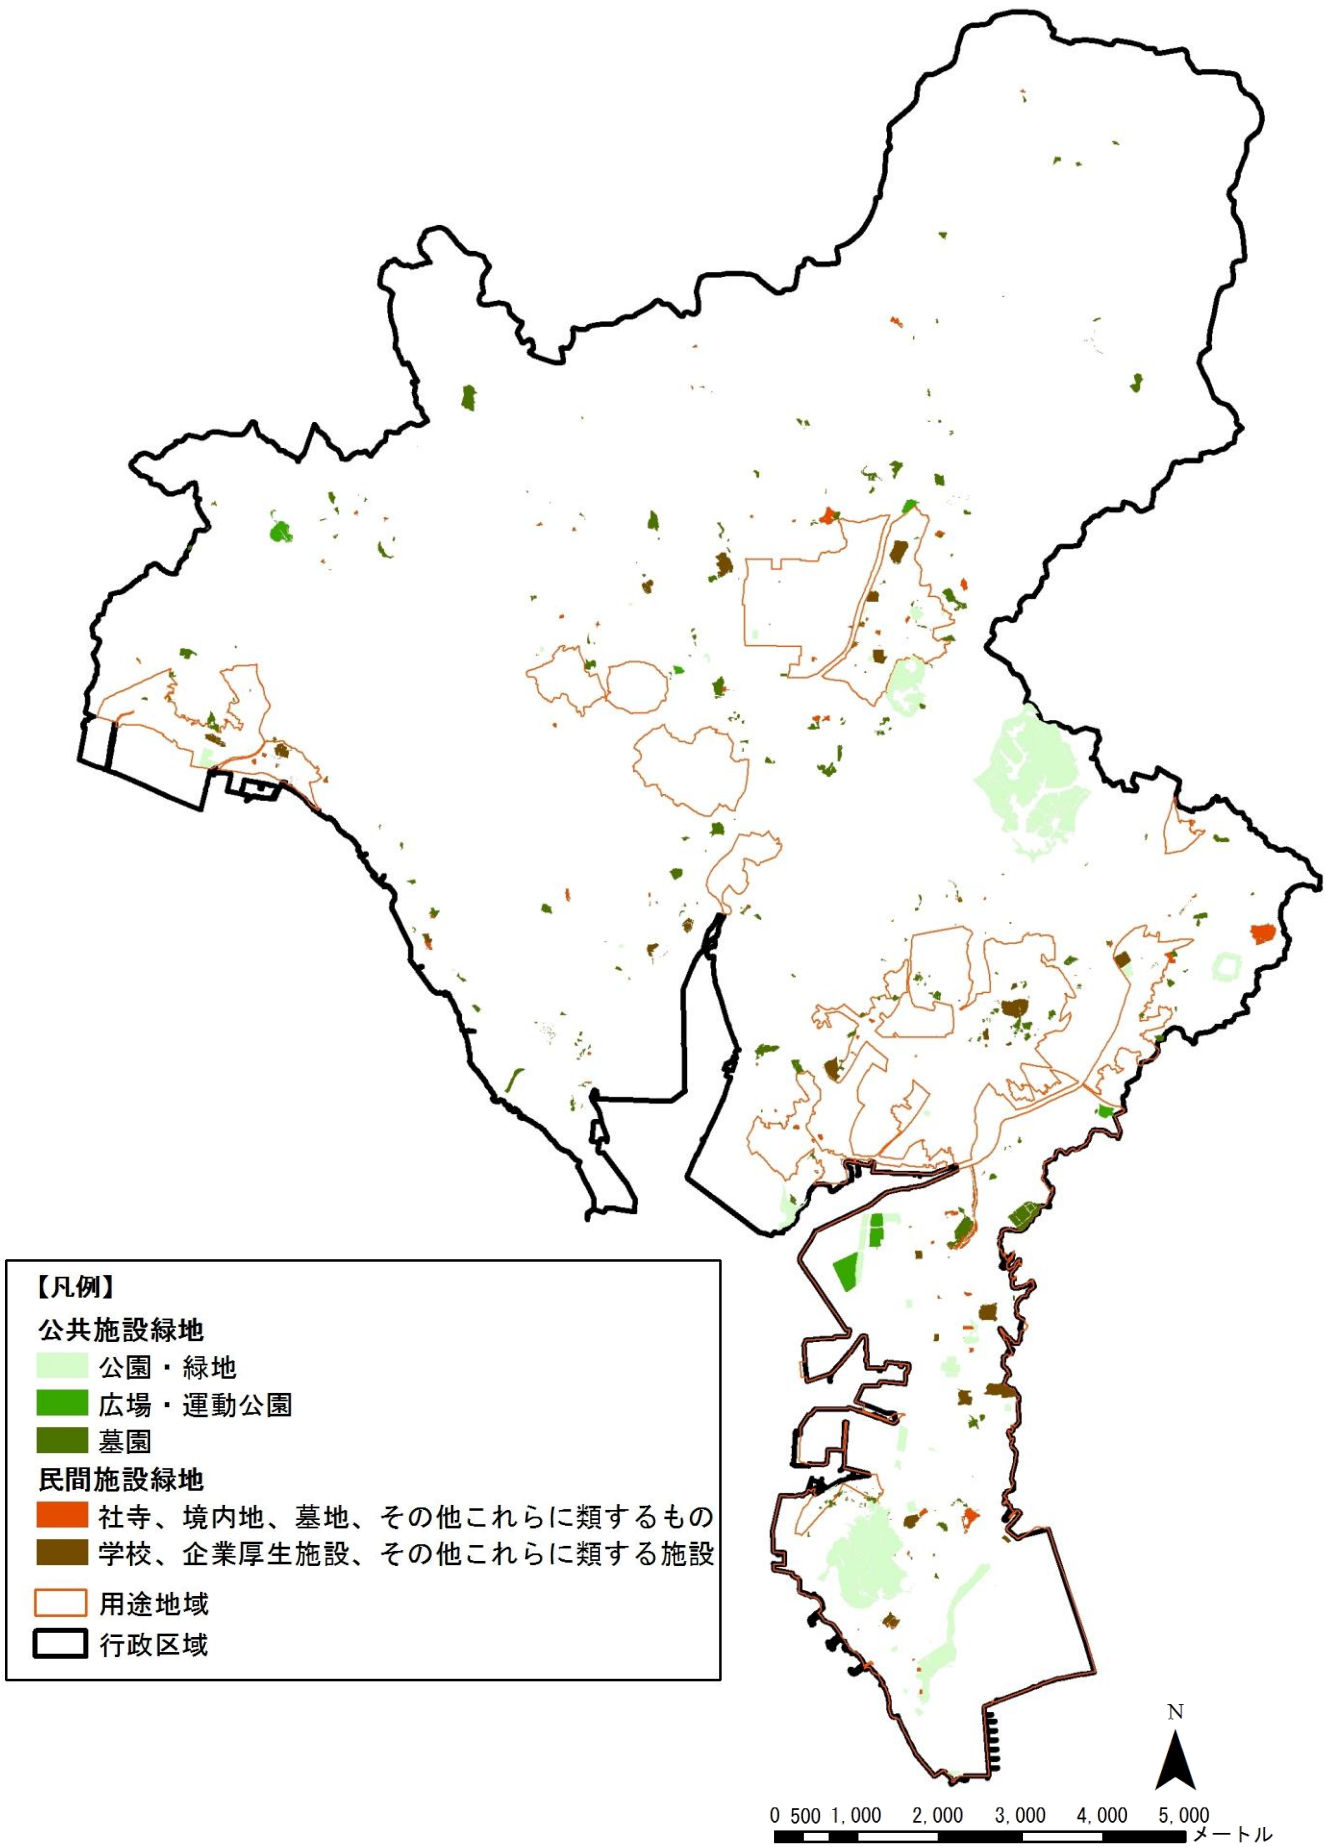 【凡例】
公共施設緑地
公園・緑地
広場・運動公園
墓園
民間施設緑地
社寺、境内地、墓地、その他これらに類するもの
学校、企業厚生施設、その他これらに類する施設
用途地域
行政区域
N
0 500 1,000 2,000 3,000 4,000 5,000
メートル